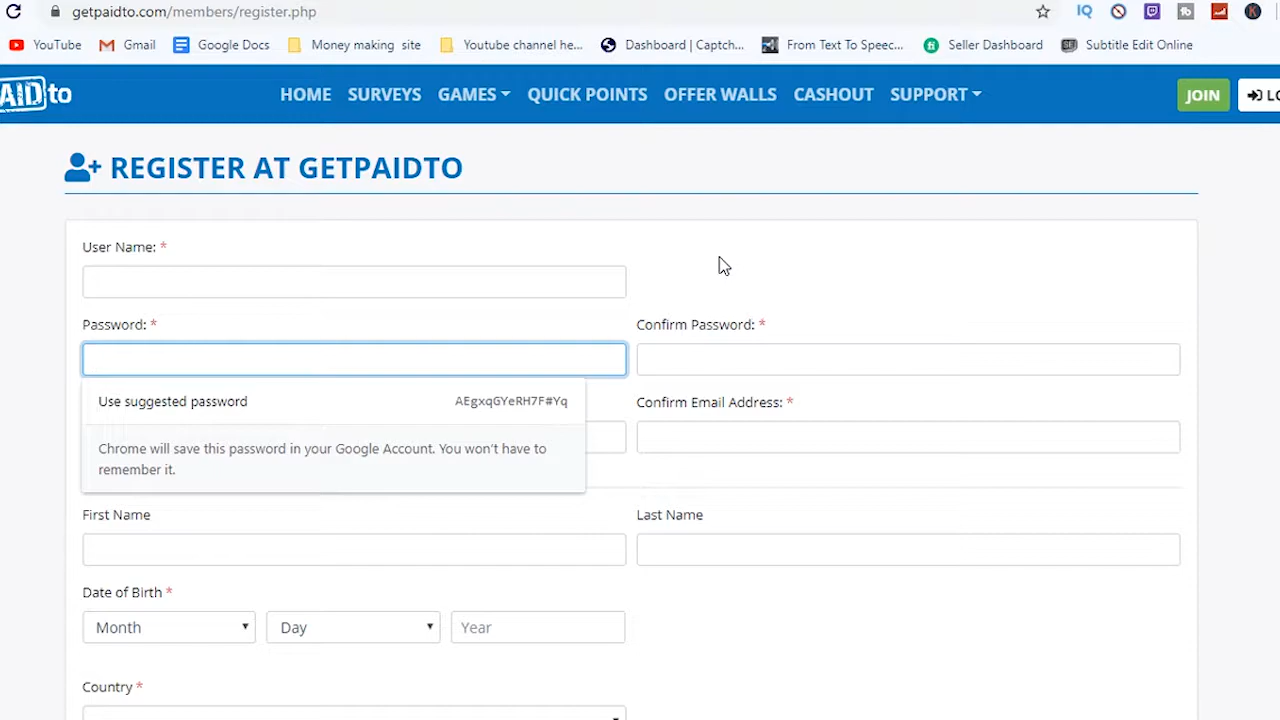 getpaidto.com/members/register.php
IQ
K
YouTube
Gmail
Google Docs
Money making site
Youtube channel he...
Dashboard | Captch...
From Text To Speec...
Seller Dashboard
Subtitle Edit Online
AIDto
HOME
SURVEYS
GAMES
QUICK POINTS
OFFER WALLS
CASHOUT
SUPPORT
JOIN
LO
REGISTER AT GETPAIDTO
User Name: *
Password: *
Confirm Password: *
Use suggested password
AEgxqGYeRH7F#Yq
Confirm Email Address: *
Chrome will save this password in your Google Account. You won't have to
remember it.
First Name
Last Name
Date of Birth *
Month
Day
Year
Country *